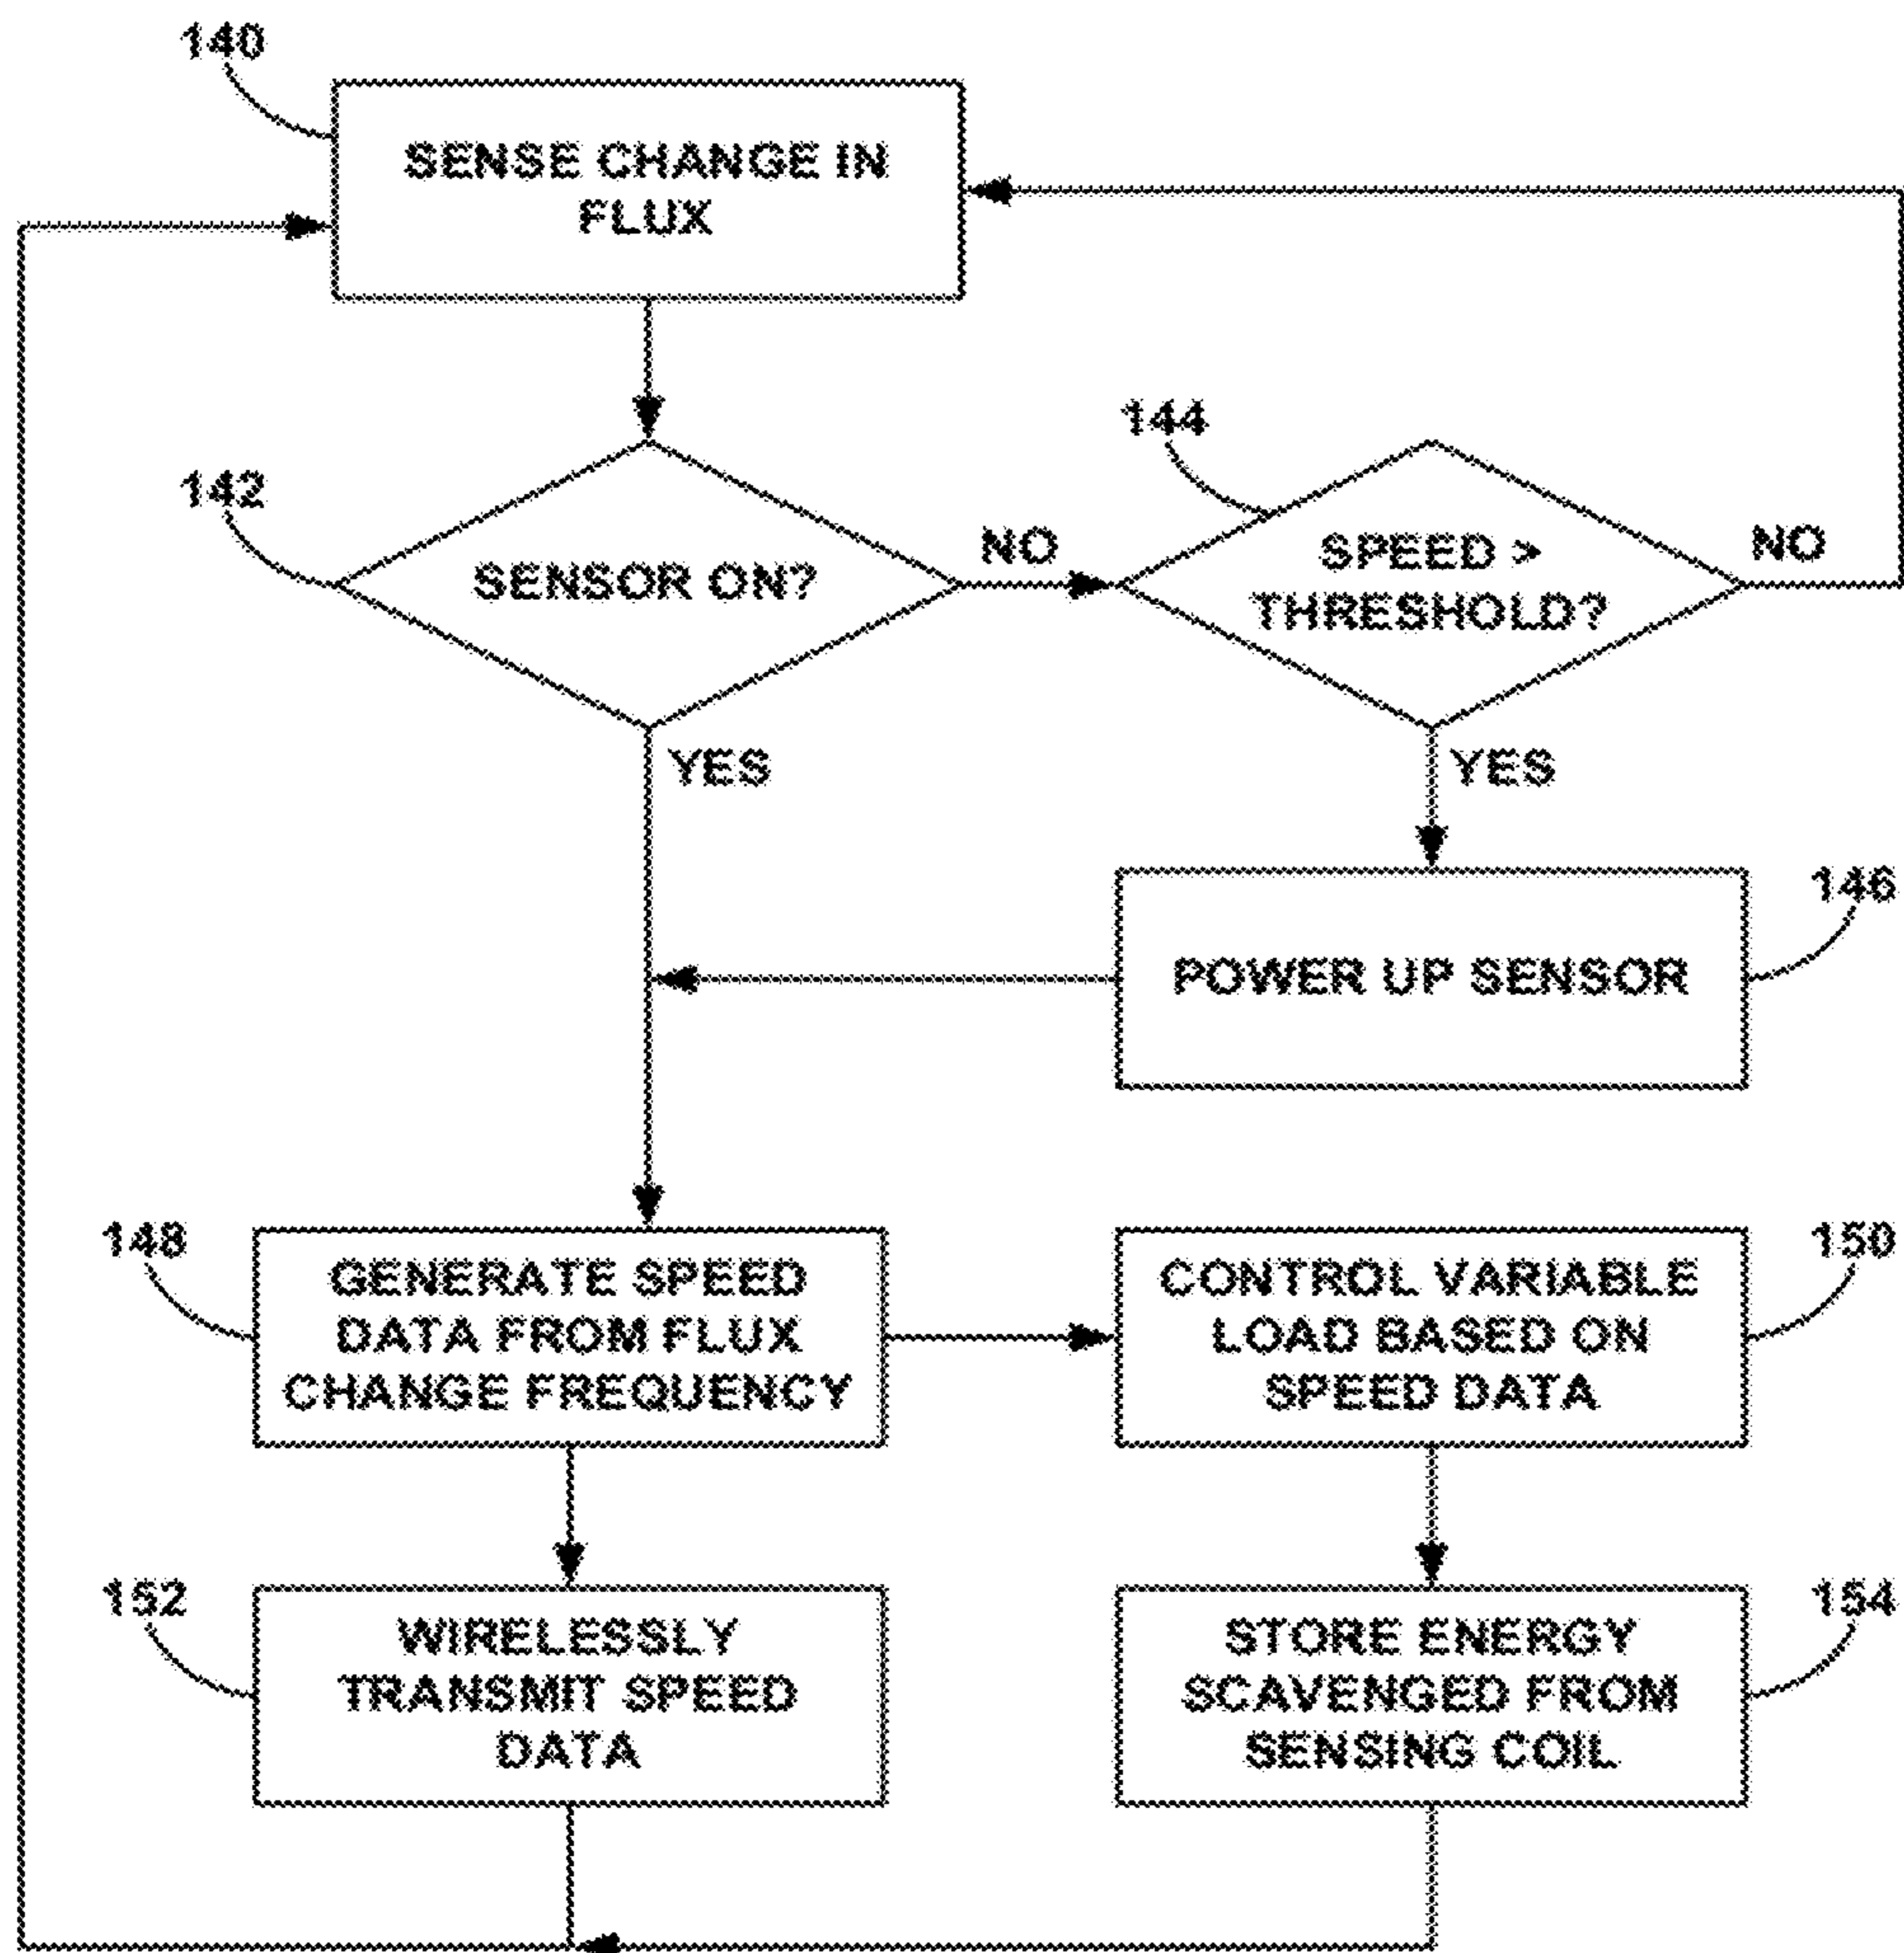 140
SENSE CHANGE IN
FLUX
142
SENSOR ON?
NO
144
SPEED >
THRESHOLD?
NO
YES
YES
146
POWER UP SENSOR
148
GENERATE SPEED
DATA FROM FLUX
CHANGE FREQUENCY
150
CONTROL VARIABLE
LOAD BASED ON
SPEED DATA
152
WIRELESSLY
TRANSMIT SPEED
DATA
154
STORE ENERGY
SCAVENGED FROM
SENSING COIL